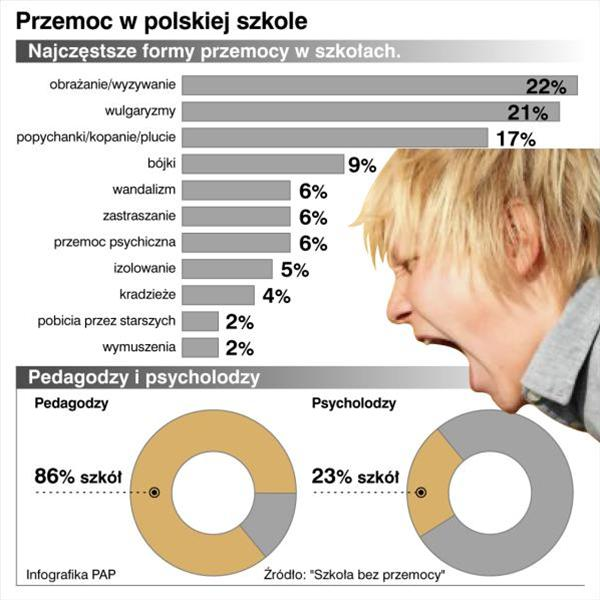 Przemoc w polskiej szkole
Najczęstsze formy przemocy w szkołach.
obrażanie/wyzywanie 22%
wulgaryzmy 21%
popychanki/kopanie/plucie 17%
bójki 9%
wandalizm 6%
zastraszanie 6%
przemoc psychiczna 6%
izolowanie 5%
kradzieże 4%
pobicia przez starszych 2%
wymuszenia 2%
Pedagodzy i psycholodzy
Pedagodzy Psycholodzy
86% szkół 23% szkół
Infografika PAP Źródło: "Szkoła bez przemocy"